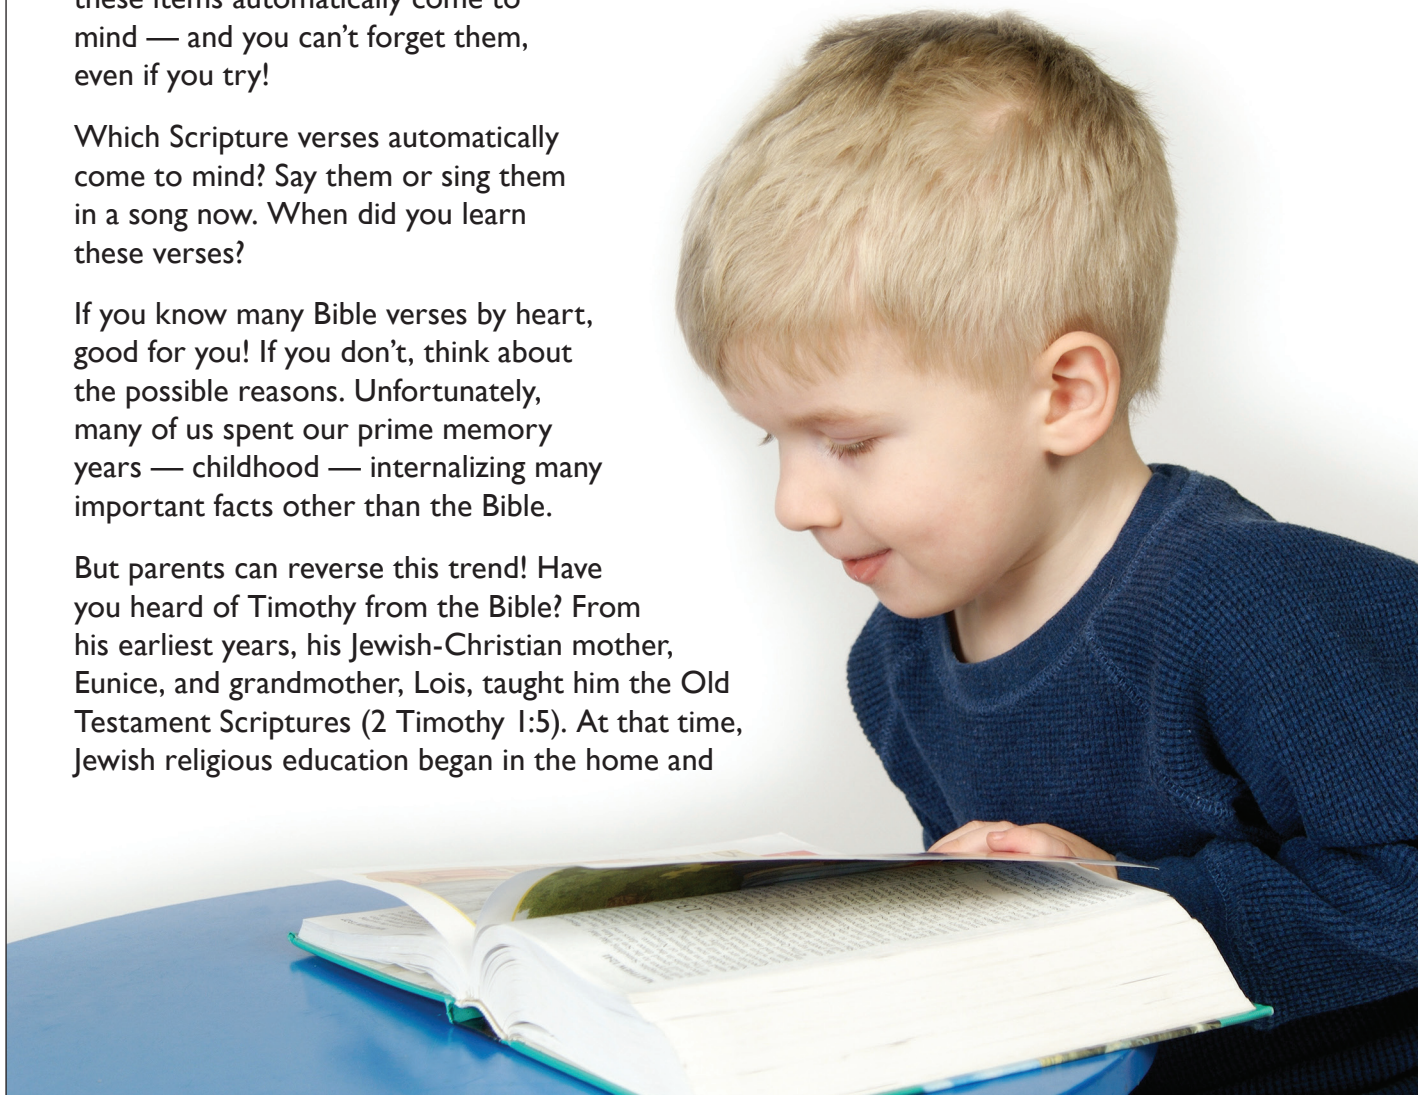 these items automatically come to
mind — and you can’t forget them,
even if you try!
Which Scripture verses automatically
come to mind? Say them or sing them
in a song now. When did you learn
these verses?
If you know many Bible verses by heart,
good for you! If you don’t, think about
the possible reasons. Unfortunately,
many of us spent our prime memory
years — childhood — internalizing many
important facts other than the Bible.
But parents can reverse this trend! Have
you heard of Timothy from the Bible? From
his earliest years, his Jewish-Christian mother,
Eunice, and grandmother, Lois, taught him the Old
Testament Scriptures (2 Timothy 1:5). At that time,
Jewish religious education began in the home and